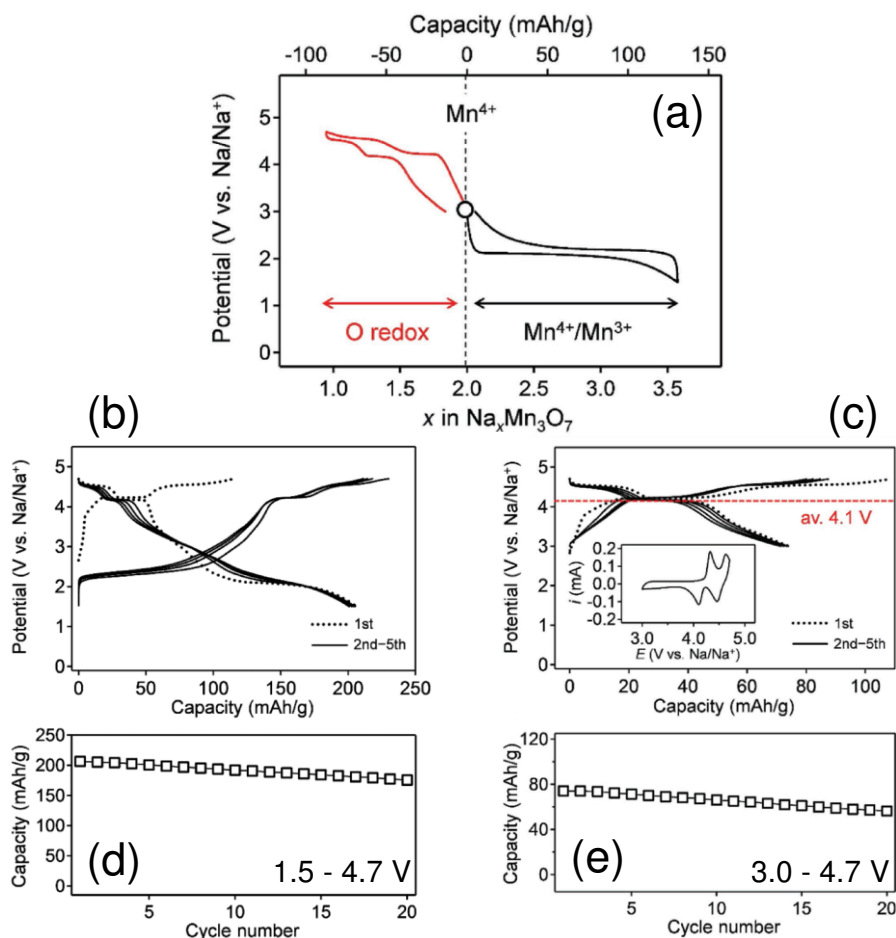 Capacity (mAh/g)
-100 -50 0 50 100 150
Mn⁴⁺
(a)
5
4
3
2
1
0
Potential (V vs. Na/Na⁺)
O redox
Mn⁴⁺/Mn³⁺
1.0 1.5 2.0 2.5 3.0 3.5
x in NaₓMn₃O₇
(b)
5
4
3
2
1
0
Potential (V vs. Na/Na⁺)
1st
2nd–5th
0 50 100 150 200 250
Capacity (mAh/g)
(c)
5
4
3
2
1
0
Potential (V vs. Na/Na⁺)
av. 4.1 V
0.2
0.1
0.0
-0.1
-0.2
i (mA)
3.0 4.0 5.0
E (V vs. Na/Na⁺)
1st
2nd–5th
0 20 40 60 80 100
Capacity (mAh/g)
250
200
150
100
50
0
Capacity (mAh/g)
(d)
1.5 - 4.7 V
5 10 15 20
Cycle number
120
80
60
40
0
Capacity (mAh/g)
(e)
3.0 - 4.7 V
5 10 15 20
Cycle number